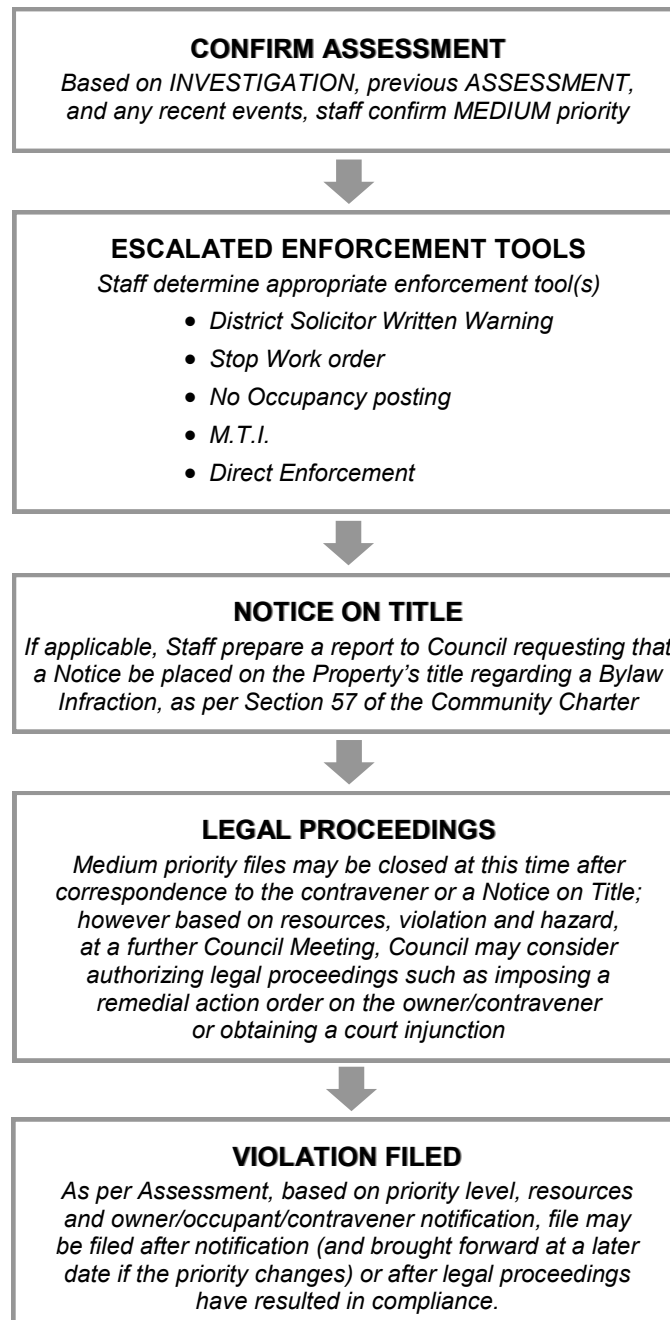 CONFIRM ASSESSMENT
Based on INVESTIGATION, previous ASSESSMENT,
and any recent events, staff confirm MEDIUM priority
ESCALATED ENFORCEMENT TOOLS
Staff determine appropriate enforcement tool(s)
• District Solicitor Written Warning
• Stop Work order
• No Occupancy posting
• M.T.I.
• Direct Enforcement
NOTICE ON TITLE
If applicable, Staff prepare a report to Council requesting that
a Notice be placed on the Property's title regarding a Bylaw
Infraction, as per Section 57 of the Community Charter
LEGAL PROCEEDINGS
Medium priority files may be closed at this time after
correspondence to the contravener or a Notice on Title;
however based on resources, violation and hazard,
at a further Council Meeting, Council may consider
authorizing legal proceedings such as imposing a
remedial action order on the owner/contravener
or obtaining a court injunction
VIOLATION FILED
As per Assessment, based on priority level, resources
and owner/occupant/contravener notification, file may
be filed after notification (and brought forward at a later
date if the priority changes) or after legal proceedings
have resulted in compliance.